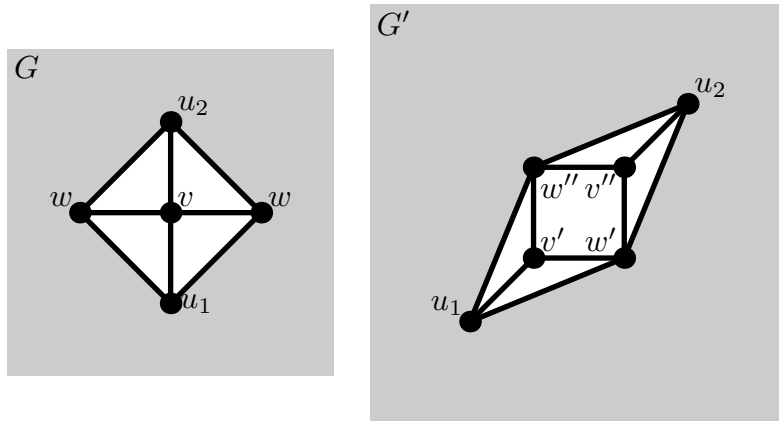 G
u₂
w v w
u₁
G′
u₂
w″ v″
v′ w′
u₁